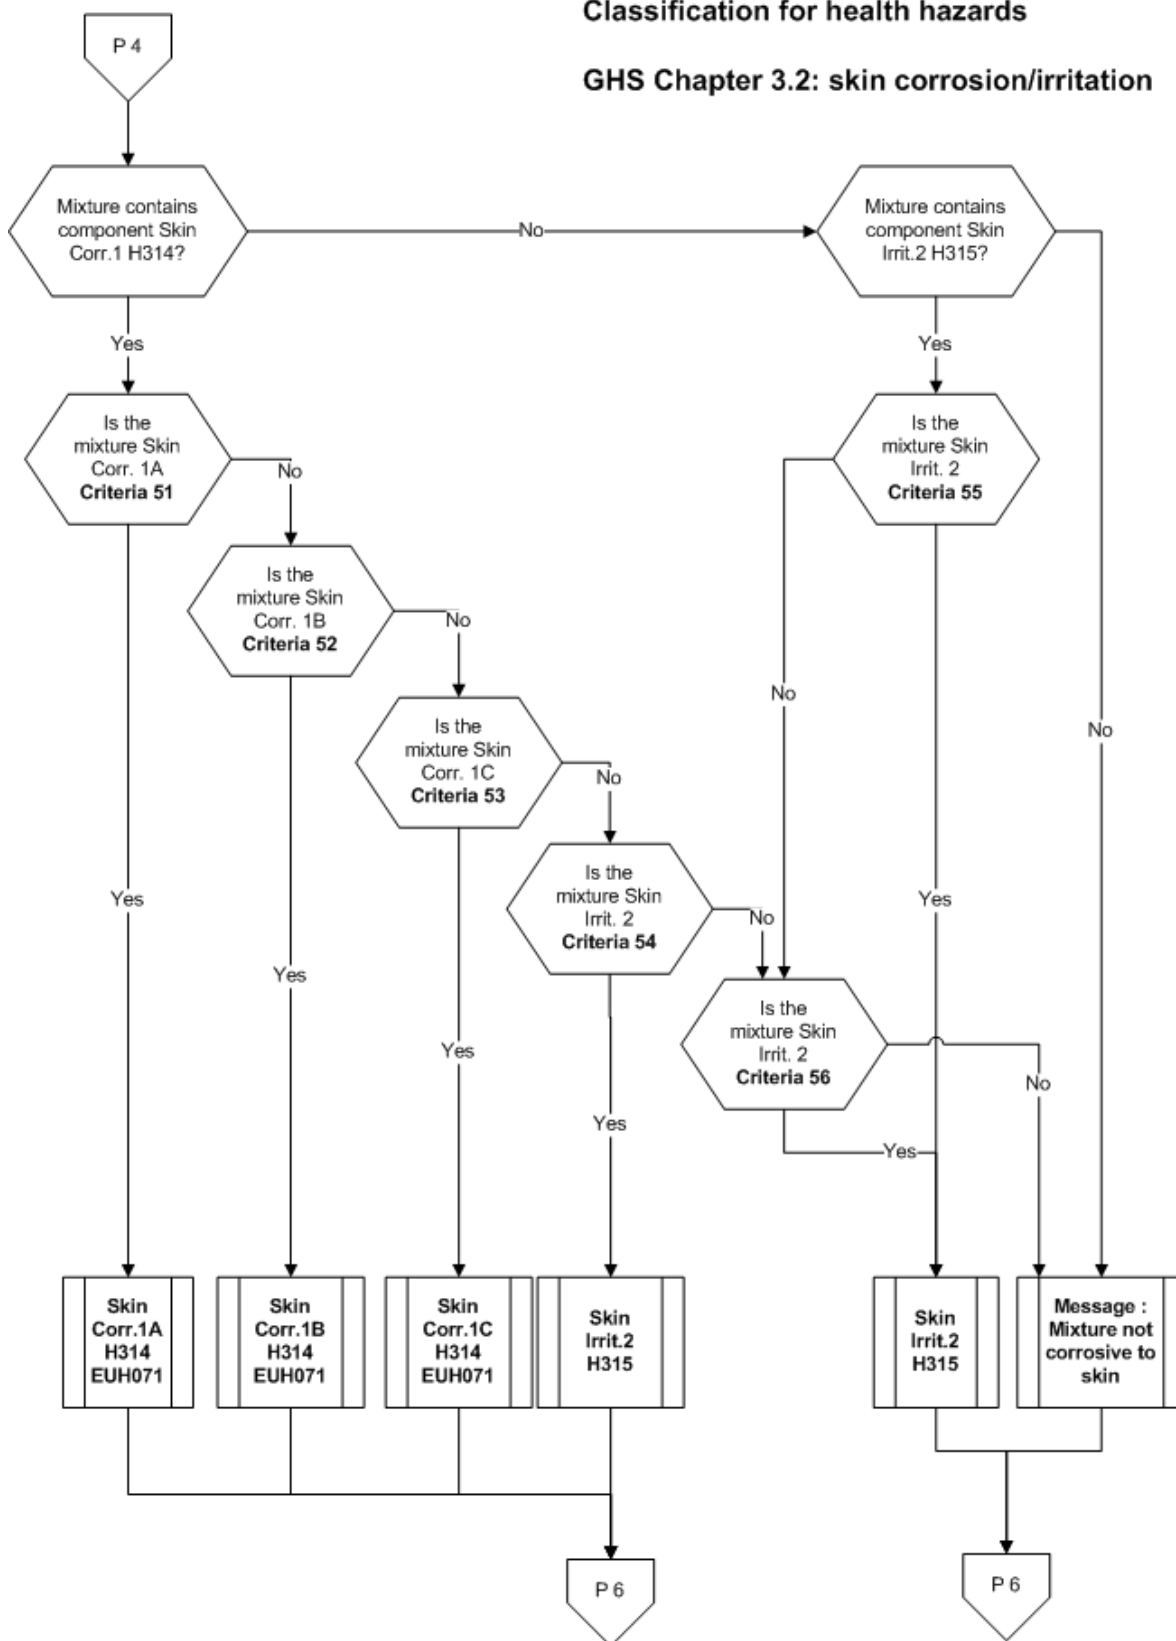 Classification for health hazards
GHS Chapter 3.2: skin corrosion/irritation
P 4
Mixture contains
component Skin
Corr.1 H314?
No
Mixture contains
component Skin
Irrit.2 H315?
Yes
Yes
Is the
mixture Skin
Corr. 1A
Criteria 51
No
Is the
mixture Skin
Irrit. 2
Criteria 55
Is the
mixture Skin
Corr. 1B
Criteria 52
No
No
No
Is the
mixture Skin
Corr. 1C
Criteria 53
No
Is the
mixture Skin
Irrit. 2
Criteria 54
No
Yes
Yes
Yes
Is the
mixture Skin
Irrit. 2
Criteria 56
Yes
No
Yes
Yes
Skin
Corr.1A
H314
EUH071
Skin
Corr.1B
H314
EUH071
Skin
Corr.1C
H314
EUH071
Skin
Irrit.2
H315
Skin
Irrit.2
H315
Message :
Mixture not
corrosive to
skin
P 6
P 6